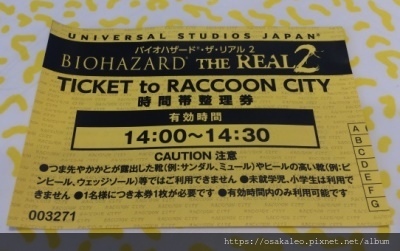 UNIVERSAL STUDIOS JAPAN®
バイオハザード®・ザ・リアル 2
BIOHAZARD® THE REAL 2
TICKET to RACCOON CITY
時間帯整理券
有効時間
14:00～14:30
CAUTION 注意
●つま先やかかとが露出した靴(例:サンダル、ミュール)やヒールの高い靴(例:ピ
ンヒール、ウェッジソール)等ではご利用できません ●未就学児、小学生は利用で
きません ●1名様につき本券1枚が必要です ●有効時間内のみ利用可能です
003271
A
B
C
D
E
F
G
https://osakaleo.pixnet.net/album